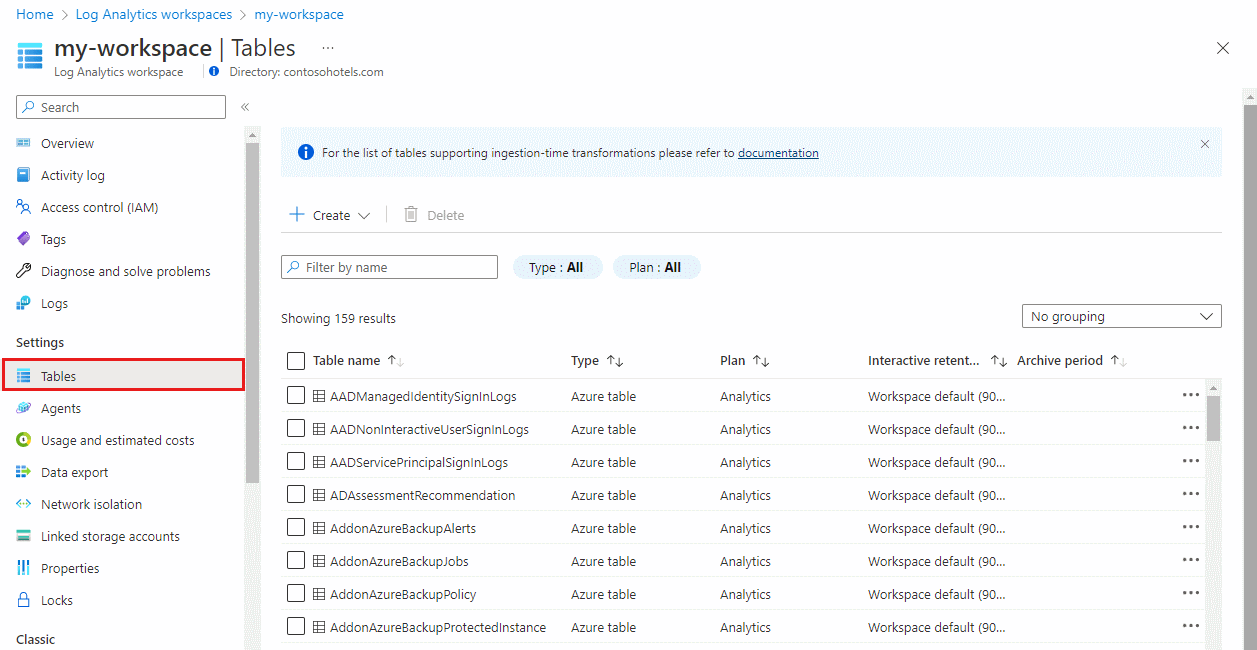 Home > Log Analytics workspaces > my-workspace
my-workspace | Tables ...
Log Analytics workspace
Directory: contosohotels.com
Search
«
Overview
Activity log
Access control (IAM)
Tags
Diagnose and solve problems
Logs
Settings
Tables
Agents
Usage and estimated costs
Data export
Network isolation
Linked storage accounts
Properties
Locks
Classic
For the list of tables supporting ingestion-time transformations please refer to documentation
Create Delete
Filter by name Type : All Plan : All
Showing 159 results No grouping
Table name Type Plan Interactive retent... Archive period
AADManagedIdentitySignInLogs Azure table Analytics Workspace default (90...
AADNonInteractiveUserSignInLogs Azure table Analytics Workspace default (90...
AADServicePrincipalSignInLogs Azure table Analytics Workspace default (90...
ADAssessmentRecommendation Azure table Analytics Workspace default (90...
AddonAzureBackupAlerts Azure table Analytics Workspace default (90...
AddonAzureBackupJobs Azure table Analytics Workspace default (90...
AddonAzureBackupPolicy Azure table Analytics Workspace default (90...
AddonAzureBackupProtectedInstance Azure table Analytics Workspace default (90...